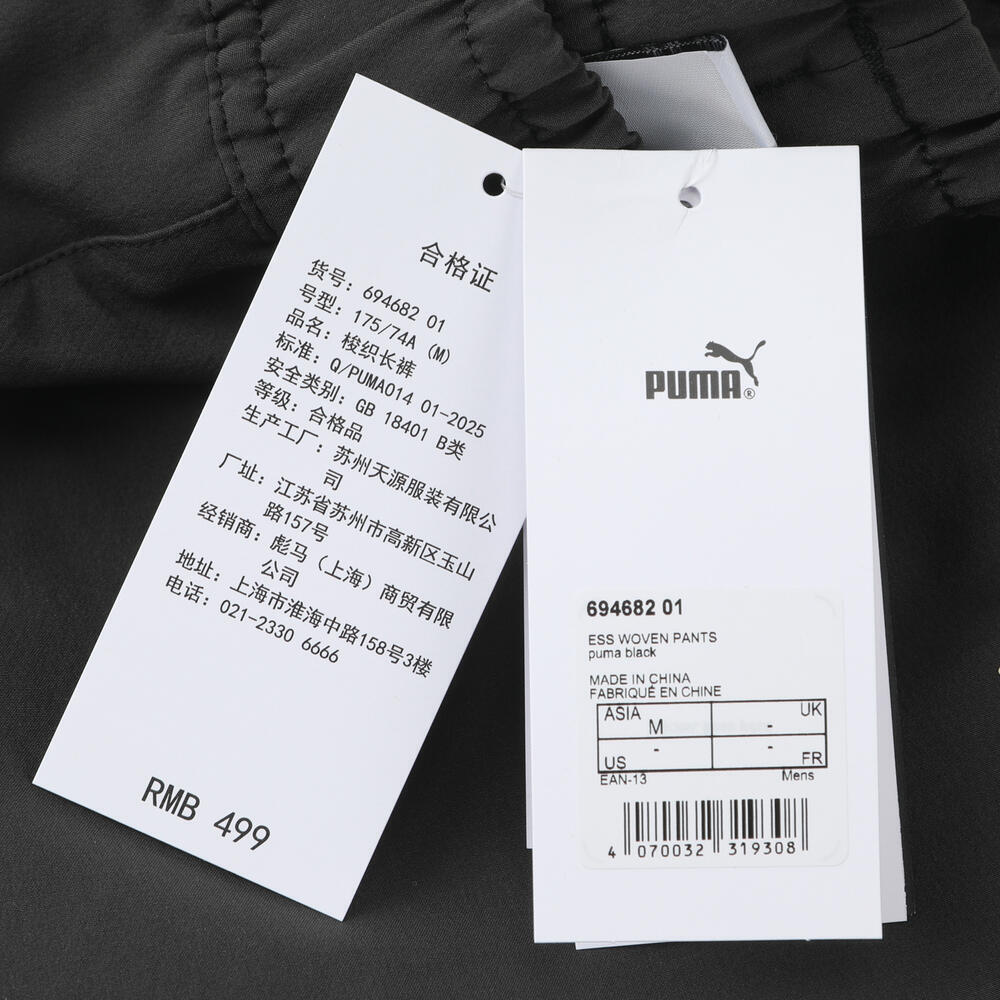 合格证
货号: 694682 01
号型: 175/74A (M)
品名: 梭织长裤
标准: Q/PUMA014 01-2025
安全类别: GB 18401 B类
等级: 合格品
生产工厂: 苏州天源服装有限公
司
厂址: 江苏省苏州市高新区玉山
路157号
经销商: 彪马（上海）商贸有限
公司
地址: 上海市淮海中路158号3楼
电话: 021-2330 6666
RMB 499
PUMA®
694682 01
ESS WOVEN PANTS
puma black
MADE IN CHINA
FABRIQUÉ EN CHINE
ASIA M - UK
US - - FR
EAN-13 Mens
4 070032 319308